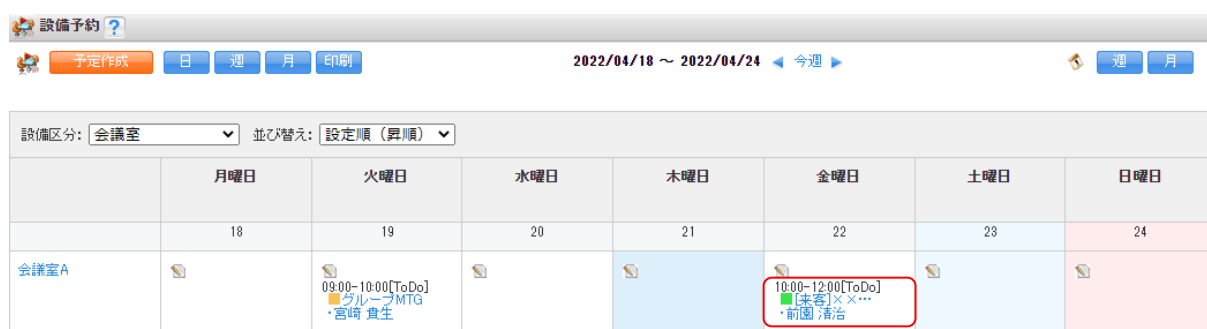 設備予約 ?
予定作成 日 週 月 印刷 2022/04/18 ～ 2022/04/24 今週 週 月
設備区分: 会議室 並び替え: 設定順（昇順）
月曜日 火曜日 水曜日 木曜日 金曜日 土曜日 日曜日
18 19 20 21 22 23 24
会議室A
09:00-10:00[ToDo]
グループMTG
・宮崎 貴生
10:00-12:00[ToDo]
[来客]××…
・前園 清治